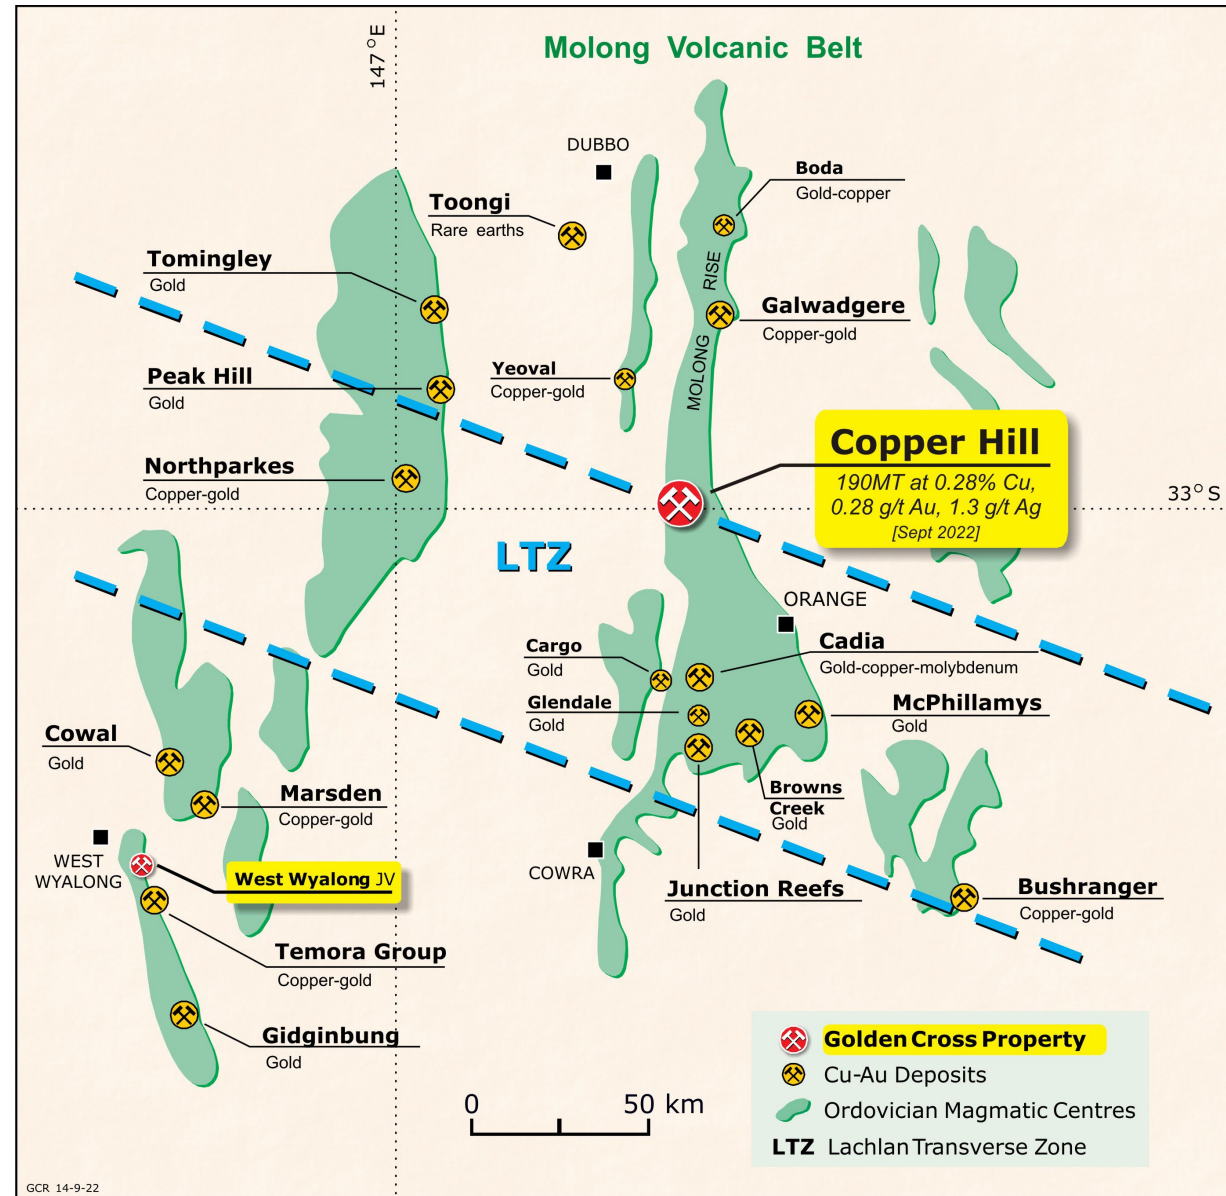 147°E
Molong Volcanic Belt
DUBBO
Boda
Gold-copper
Toongi
Rare earths
Tomingley
Gold
RISE
Galwadgere
Copper-gold
MOLONG
Peak Hill
Gold
Yeoval
Copper-gold
Copper Hill
190MT at 0.28% Cu,
0.28 g/t Au, 1.3 g/t Ag
[Sept 2022]
Northparkes
Copper-gold
33°S
LTZ
ORANGE
Cargo
Gold
Cadia
Gold-copper-molybdenum
Glendale
Gold
McPhillamys
Gold
Cowal
Gold
Marsden
Copper-gold
Browns
Creek
Gold
WEST
WYALONG
West Wyalong JV
COWRA
Junction Reefs
Gold
Bushranger
Copper-gold
Temora Group
Copper-gold
Gidginbung
Gold
Golden Cross Property
Cu-Au Deposits
Ordovician Magmatic Centres
LTZ Lachlan Transverse Zone
0 50 km
GCR 14-9-22